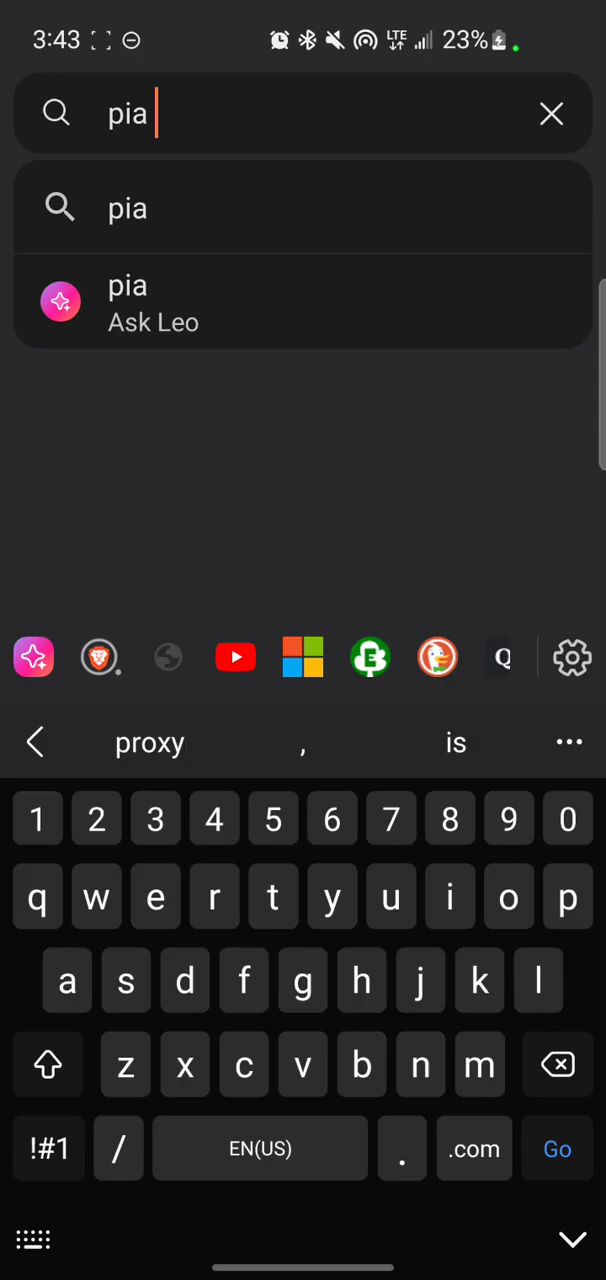 3:43 LTE 23%
pia
pia
pia
Ask Leo
E Q
proxy , is ...
1 2 3 4 5 6 7 8 9 0
q w e r t y u i o p
a s d f g h j k l
z x c v b n m
!#1 / EN(US) . .com Go